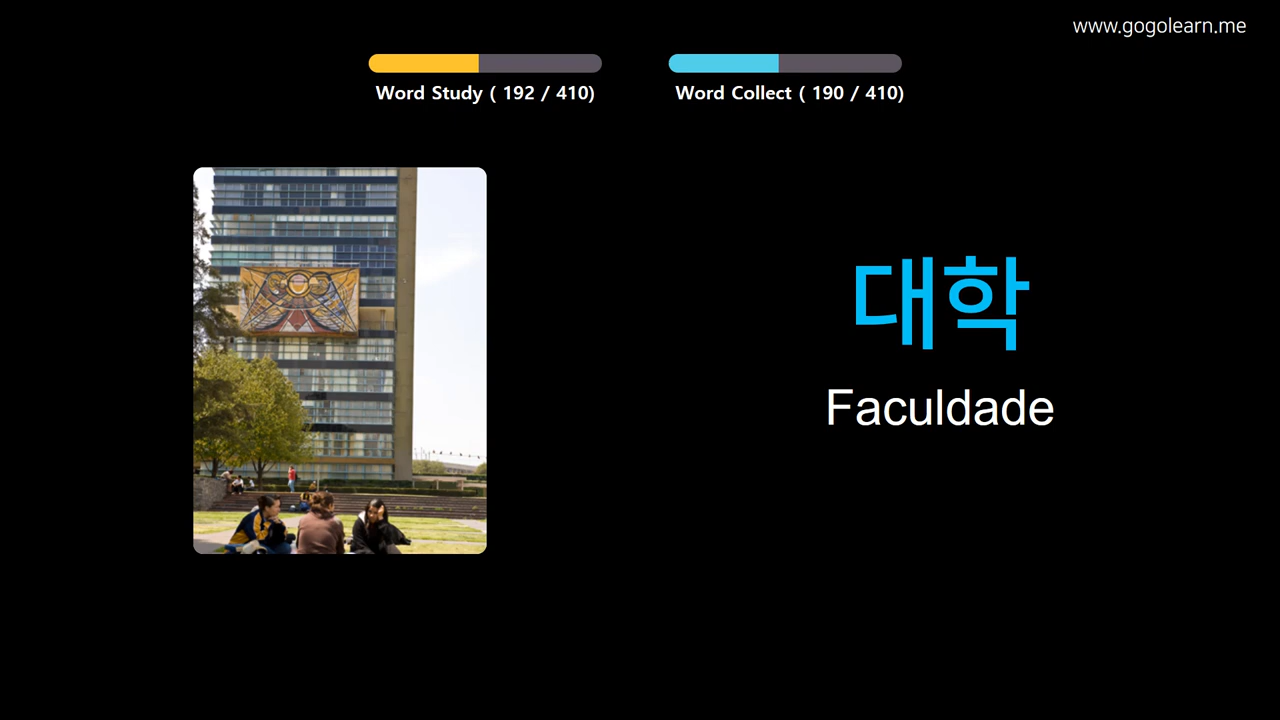 www.gogolearn.me
Word Study ( 192 / 410)
Word Collect ( 190 / 410)
대학
Faculdade